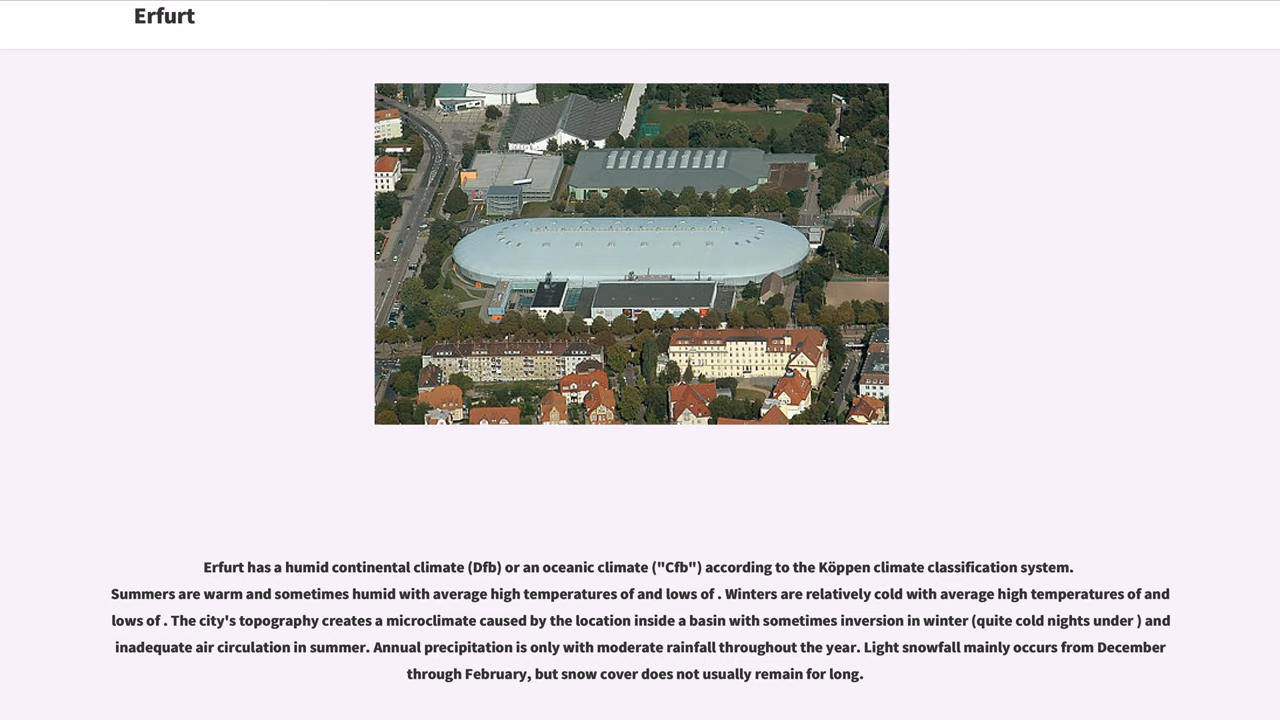 Erfurt
Erfurt has a humid continental climate (Dfb) or an oceanic climate ("Cfb") according to the Köppen climate classification system.
Summers are warm and sometimes humid with average high temperatures of and lows of . Winters are relatively cold with average high temperatures of and
lows of . The city's topography creates a microclimate caused by the location inside a basin with sometimes inversion in winter (quite cold nights under ) and
inadequate air circulation in summer. Annual precipitation is only with moderate rainfall throughout the year. Light snowfall mainly occurs from December
through February, but snow cover does not usually remain for long.